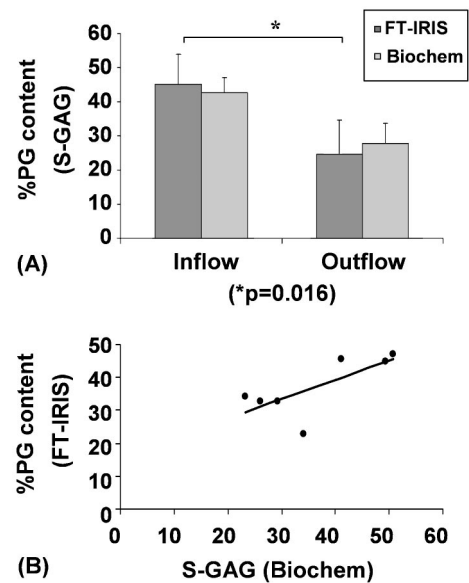 *
FT-IRIS
Biochem
%PG content
(S-GAG)
60
50
40
30
20
10
0
Inflow Outflow
(A)
(*p=0.016)
%PG content
(FT-IRIS)
50
40
30
20
10
0
0 10 20 30 40 50 60
(B)
S-GAG (Biochem)